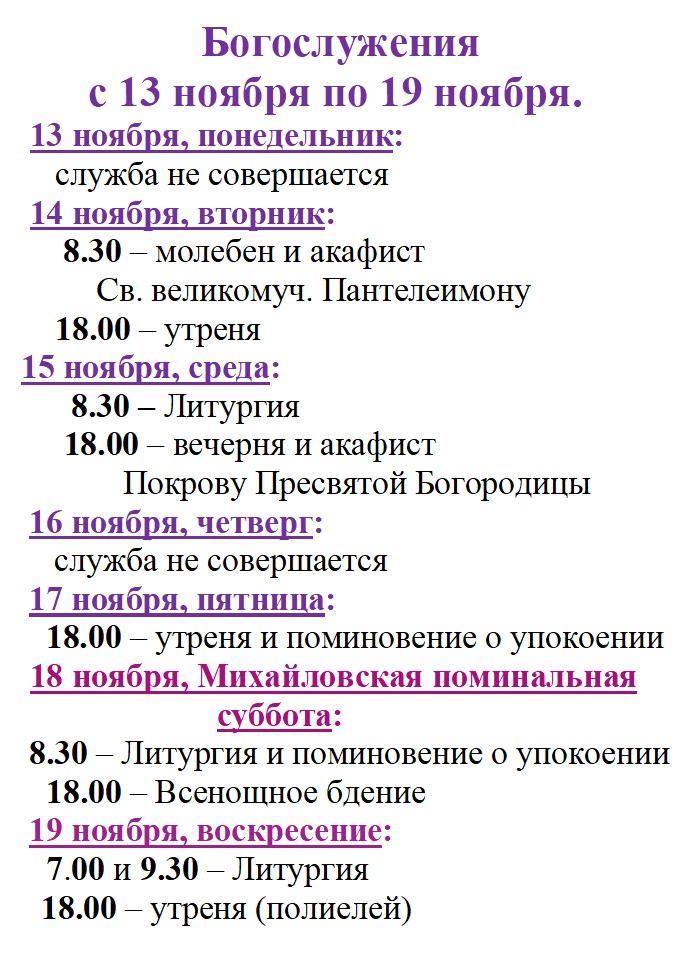 Богослужения
с 13 ноября по 19 ноября.
13 ноября, понедельник:
служба не совершается
14 ноября, вторник:
8.30 – молебен и акафист
Св. великомуч. Пантелеимону
18.00 – утреня
15 ноября, среда:
8.30 – Литургия
18.00 – вечерня и акафист
Покрову Пресвятой Богородицы
16 ноября, четверг:
служба не совершается
17 ноября, пятница:
18.00 – утреня и поминовение о упокоении
18 ноября, Михайловская поминальная
суббота:
8.30 – Литургия и поминовение о упокоении
18.00 – Всенощное бдение
19 ноября, воскресение:
7.00 и 9.30 – Литургия
18.00 – утреня (полиелей)